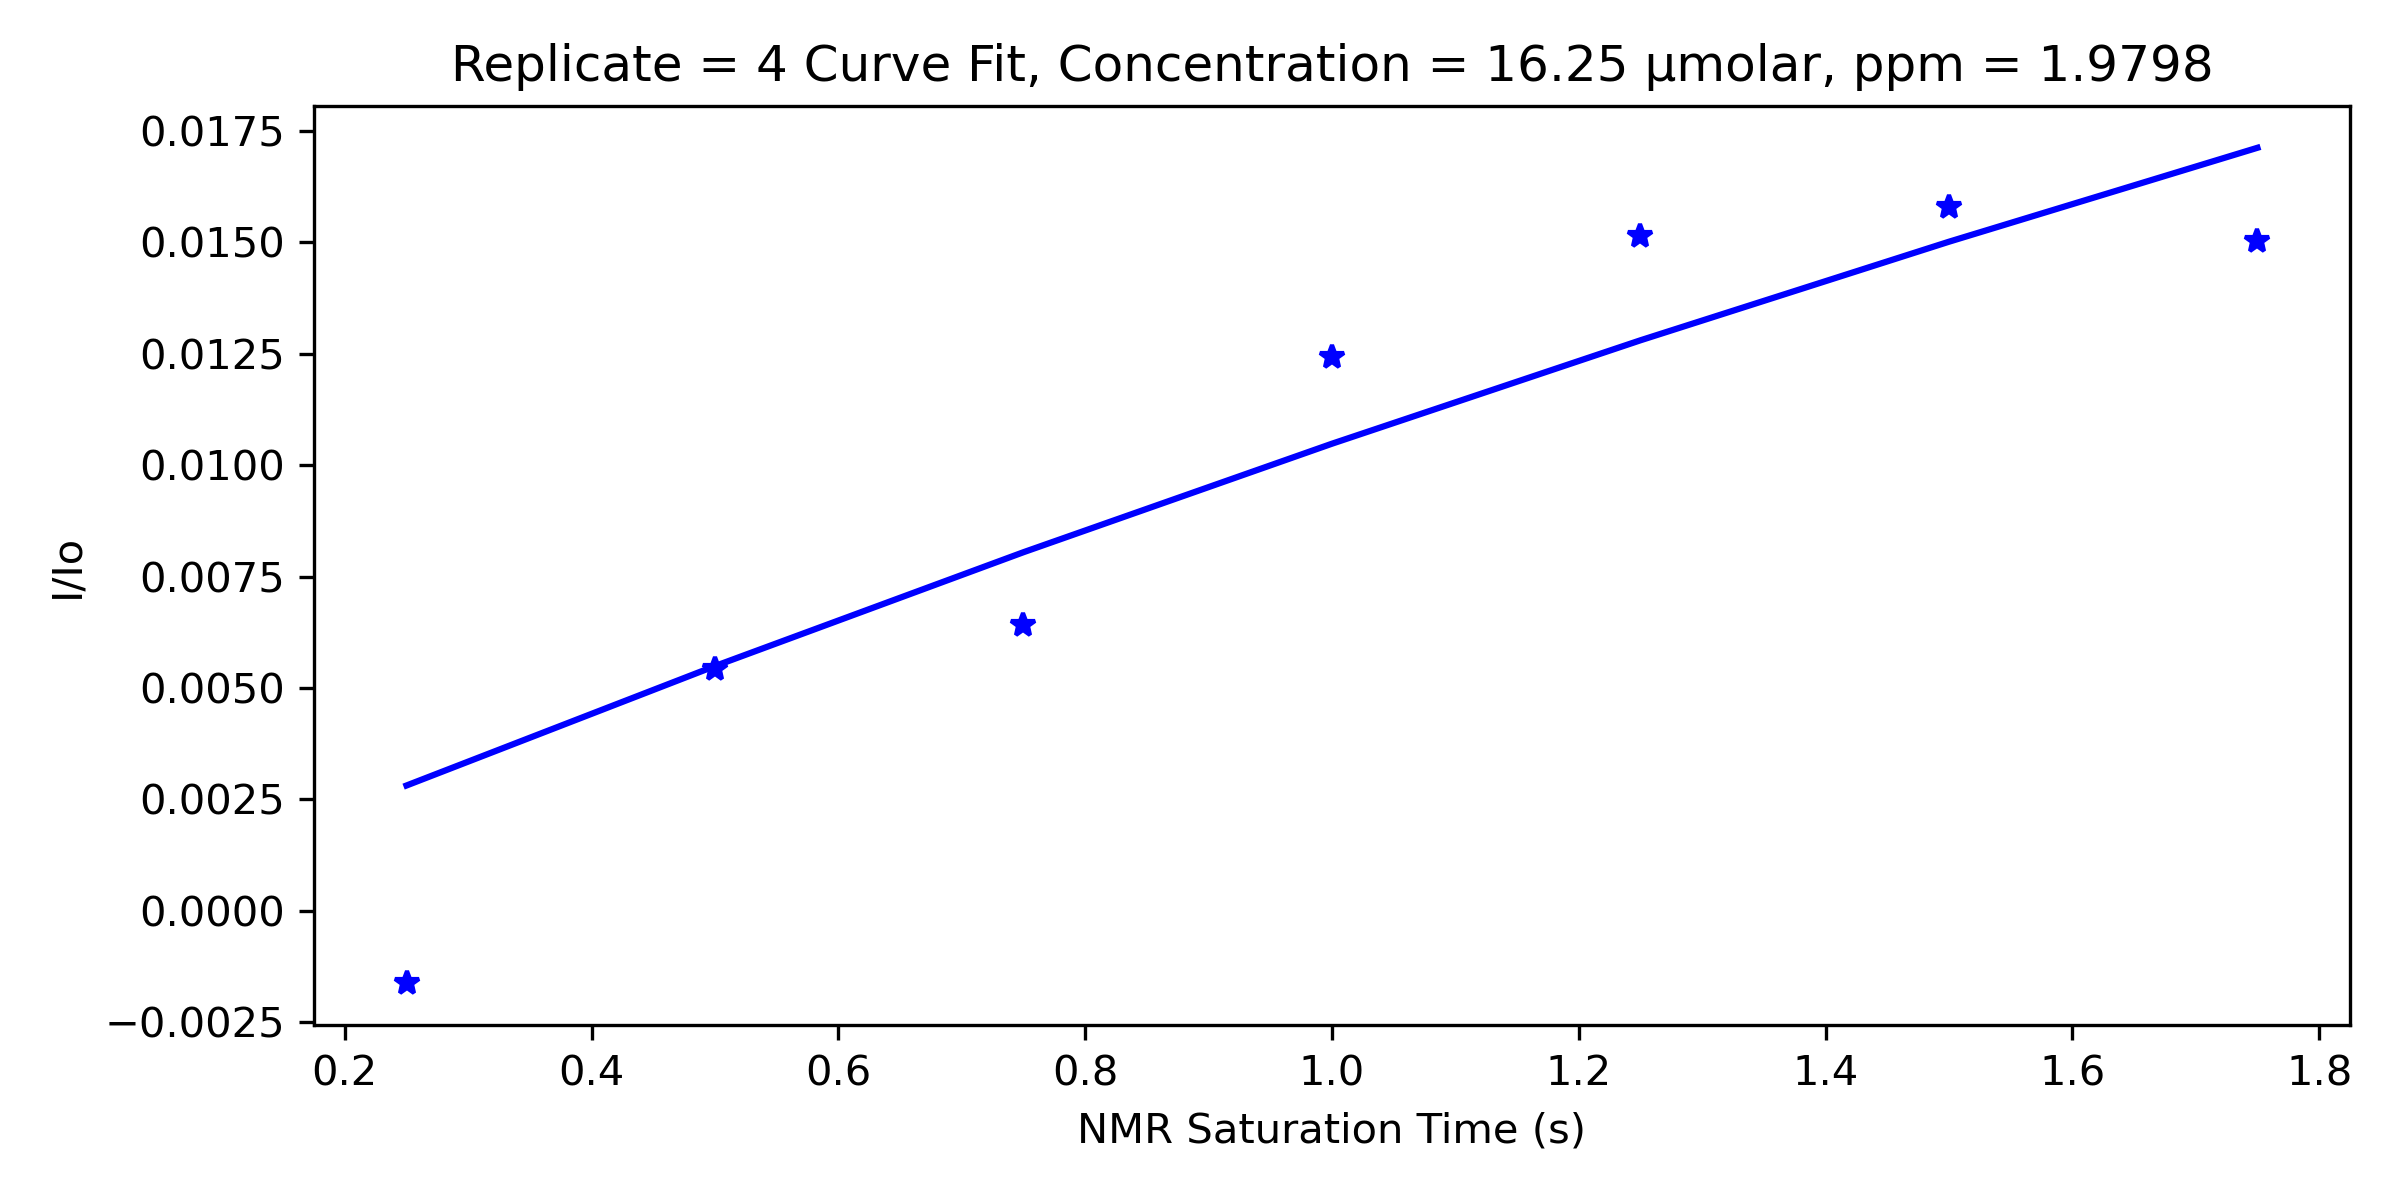 Replicate = 4 Curve Fit, Concentration = 16.25 µmolar, ppm = 1.9798
0.0175
0.0150
0.0125
0.0100
0.0075
0.0050
0.0025
0.0000
−0.0025
I/Io
0.2 0.4 0.6 0.8 1.0 1.2 1.4 1.6 1.8
NMR Saturation Time (s)